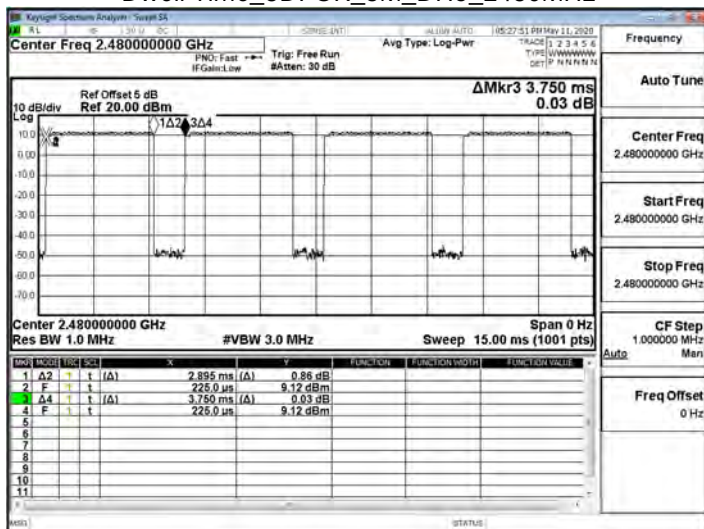 Keysight Spectrum Analyzer - Swept SA
RL 50 Ω DC SENSE:INT ALIGN AUTO 05:27:51 PM May 11, 2020
Center Freq 2.480000000 GHz
PNO: Fast
IFGain:Low
Trig: Free Run
#Atten: 30 dB
Avg Type: Log-Pwr
TRACE 1 2 3 4 5 6
TYPE WWWWWW
DET P N N N N N
Ref Offset 5 dB
Ref 20.00 dBm
ΔMkr3 3.750 ms
0.03 dB
10 dB/div
Log
10.0
0.00
-10.0
-20.0
-30.0
-40.0
-50.0
-60.0
-70.0
1Δ2 3Δ4
Center 2.480000000 GHz
Span 0 Hz
Res BW 1.0 MHz
#VBW 3.0 MHz
Sweep 15.00 ms (1001 pts)
MKR MODE TRC SCL X Y FUNCTION FUNCTION WIDTH FUNCTION VALUE
1 Δ2 1 t (Δ) 2.895 ms (Δ) 0.86 dB
2 F 1 t 225.0 µs 9.12 dBm
3 Δ4 1 t (Δ) 3.750 ms (Δ) 0.03 dB
4 F 1 t 225.0 µs 9.12 dBm
5
6
7
8
9
10
11
MSG
STATUS
Frequency
Auto Tune
Center Freq
2.480000000 GHz
Start Freq
2.480000000 GHz
Stop Freq
2.480000000 GHz
CF Step
1.000000 MHz
Auto Man
Freq Offset
0 Hz